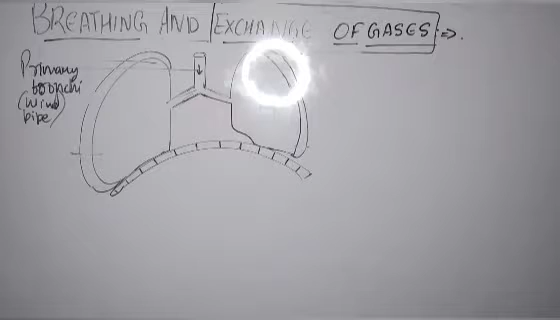 BREATHING AND EXCHANGE OF GASES ⇒.
Primary
bronchi
(Wind
pipe)